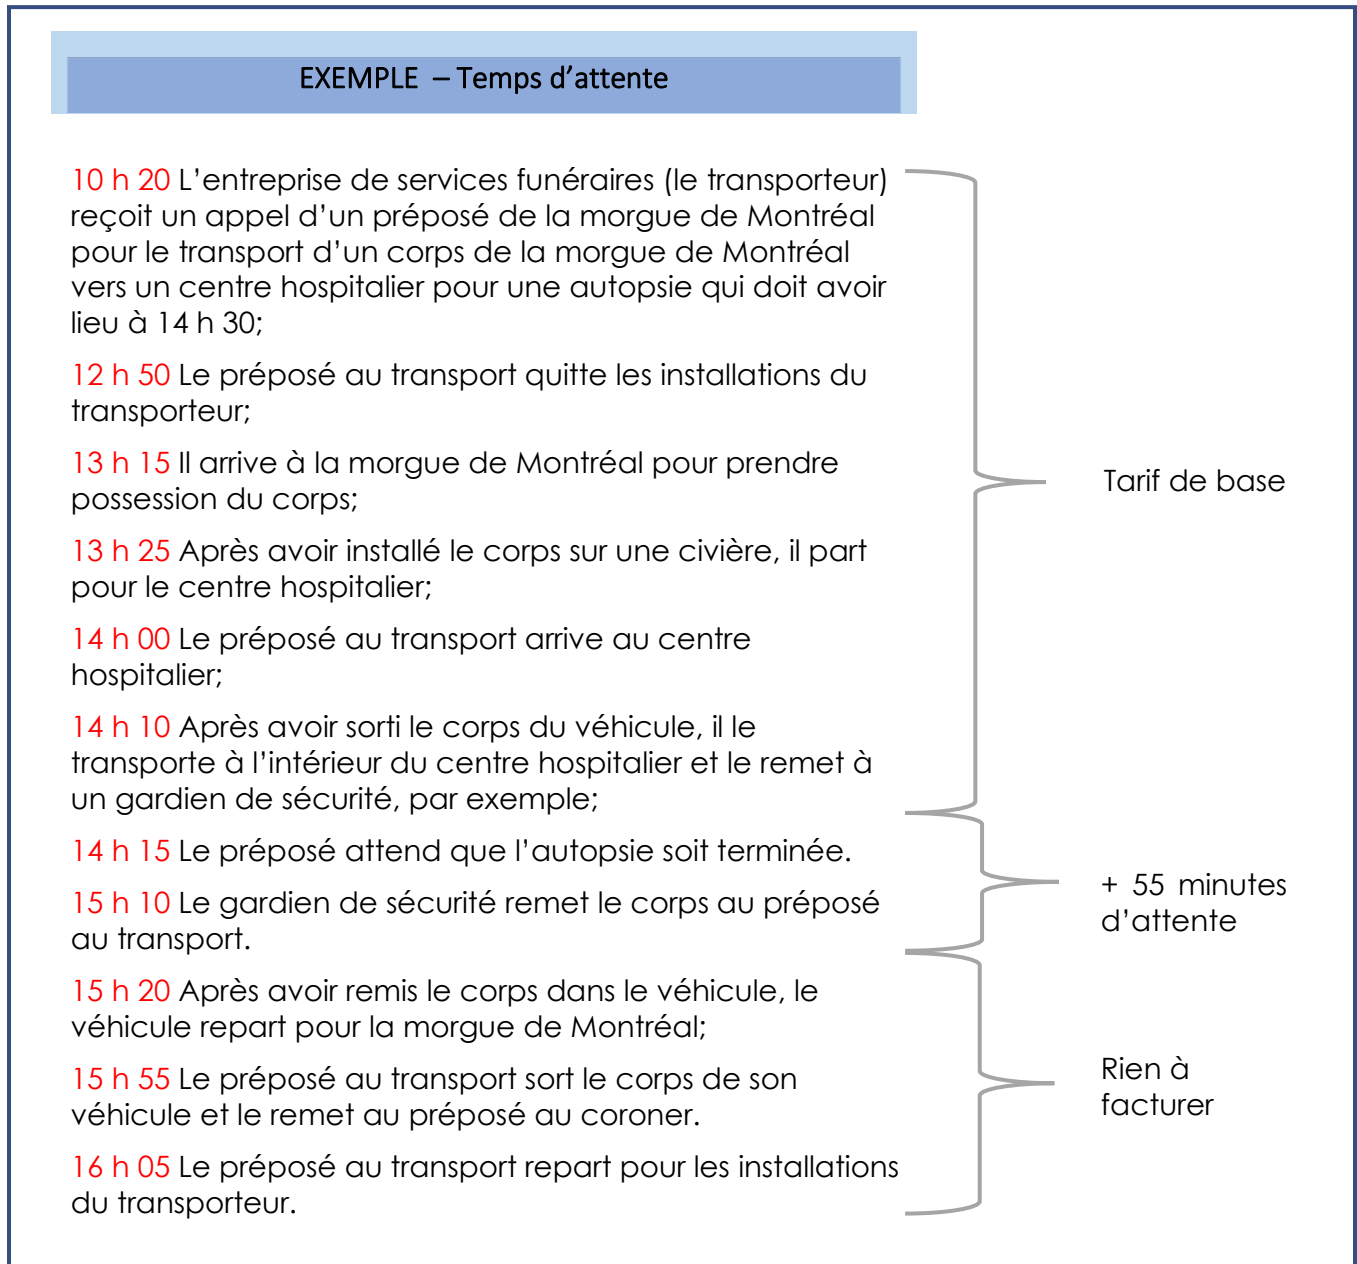 EXEMPLE – Temps d’attente
10 h 20 L’entreprise de services funéraires (le transporteur)
reçoit un appel d’un préposé de la morgue de Montréal
pour le transport d’un corps de la morgue de Montréal
vers un centre hospitalier pour une autopsie qui doit avoir
lieu à 14 h 30;
12 h 50 Le préposé au transport quitte les installations du
transporteur;
13 h 15 Il arrive à la morgue de Montréal pour prendre
possession du corps;
13 h 25 Après avoir installé le corps sur une civière, il part
pour le centre hospitalier;
14 h 00 Le préposé au transport arrive au centre
hospitalier;
14 h 10 Après avoir sorti le corps du véhicule, il le
transporte à l’intérieur du centre hospitalier et le remet à
un gardien de sécurité, par exemple;
Tarif de base
14 h 15 Le préposé attend que l’autopsie soit terminée.
15 h 10 Le gardien de sécurité remet le corps au préposé
au transport.
+ 55 minutes
d’attente
15 h 20 Après avoir remis le corps dans le véhicule, le
véhicule repart pour la morgue de Montréal;
15 h 55 Le préposé au transport sort le corps de son
véhicule et le remet au préposé au coroner.
16 h 05 Le préposé au transport repart pour les installations
du transporteur.
Rien à
facturer